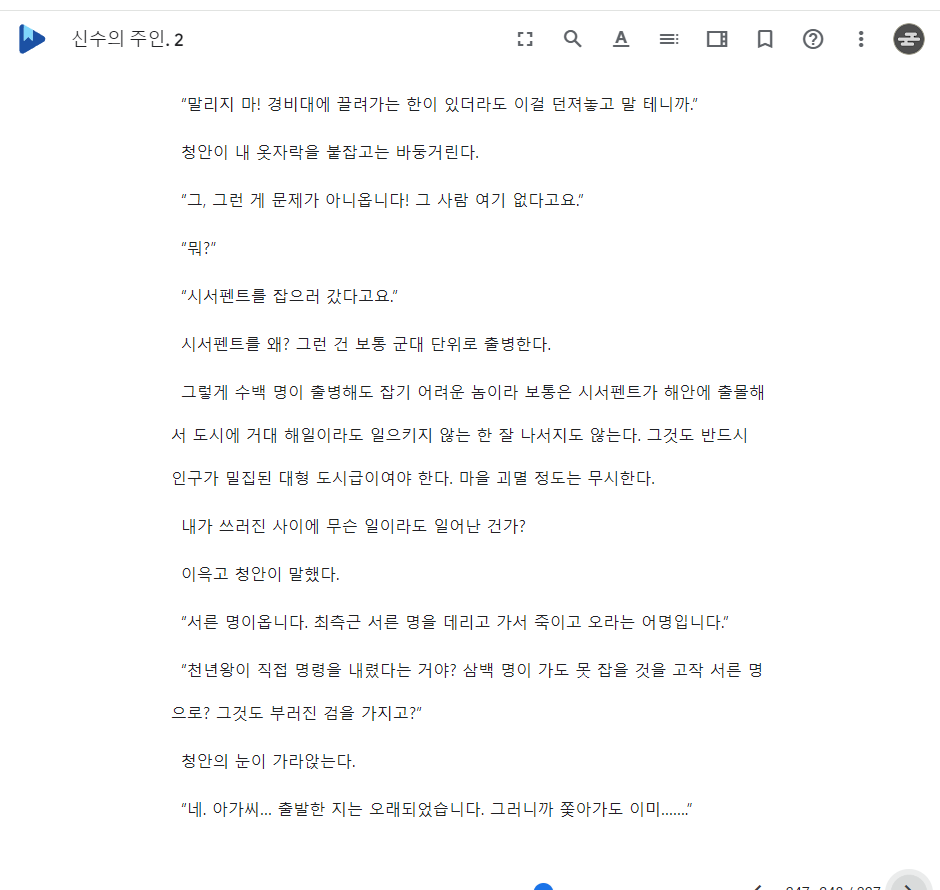 신수의 주인. 2
“말리지 마! 경비대에 끌려가는 한이 있더라도 이걸 던져놓고 말 테니까.”
청안이 내 옷자락을 붙잡고는 바둥거린다.
“그, 그런 게 문제가 아니옵니다! 그 사람 여기 없다고요.”
“뭐?”
“시서펜트를 잡으러 갔다고요.”
시서펜트를 왜? 그런 건 보통 군대 단위로 출병한다.
그렇게 수백 명이 출병해도 잡기 어려운 놈이라 보통은 시서펜트가 해안에 출몰해
서 도시에 거대 해일이라도 일으키지 않는 한 잘 나서지도 않는다. 그것도 반드시
인구가 밀집된 대형 도시급이여야 한다. 마을 괴멸 정도는 무시한다.
내가 쓰러진 사이에 무슨 일이라도 일어난 건가?
이윽고 청안이 말했다.
“서른 명이옵니다. 최측근 서른 명을 데리고 가서 죽이고 오라는 어명입니다.”
“천년왕이 직접 명령을 내렸다는 거야? 삼백 명이 가도 못 잡을 것을 고작 서른 명
으로? 그것도 부러진 검을 가지고?”
청안의 눈이 가라앉는다.
“네. 아가씨... 출발한 지는 오래되었습니다. 그러니까 쫓아가도 이미.......”